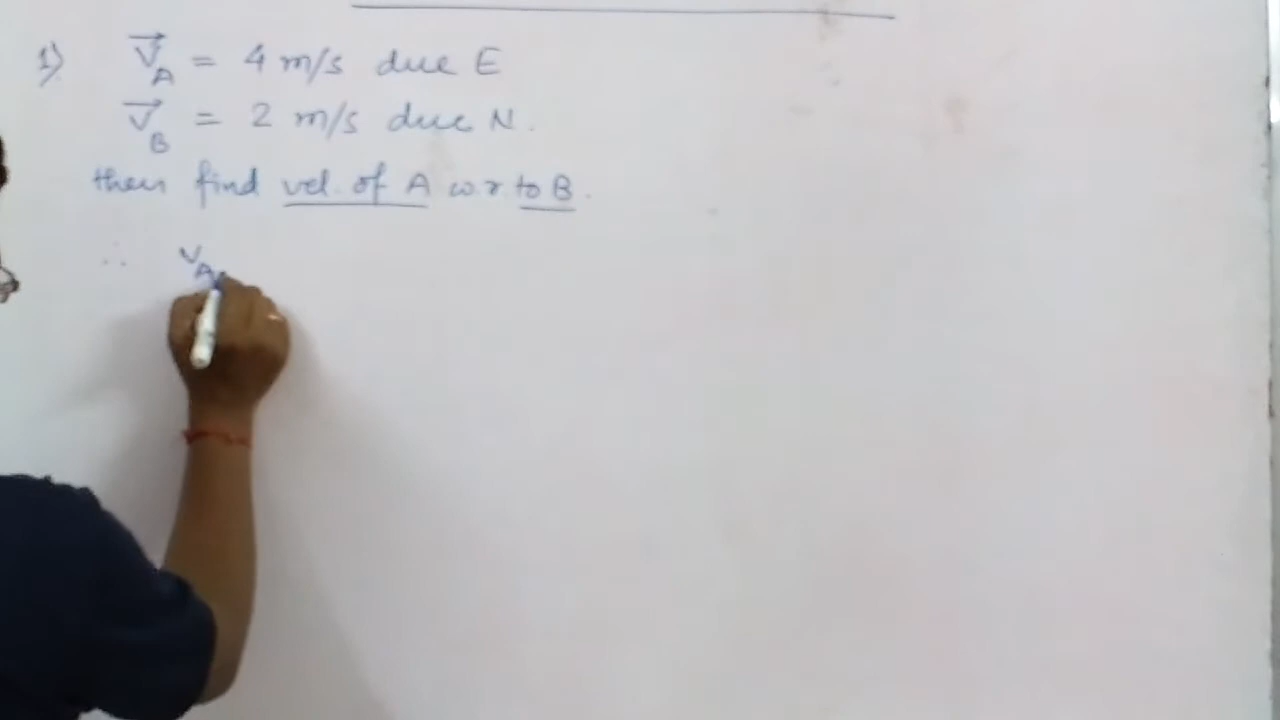 1) V⃗A = 4 m/s due E
V⃗B = 2 m/s due N.
then find vel. of A w r to B.
∴ VA